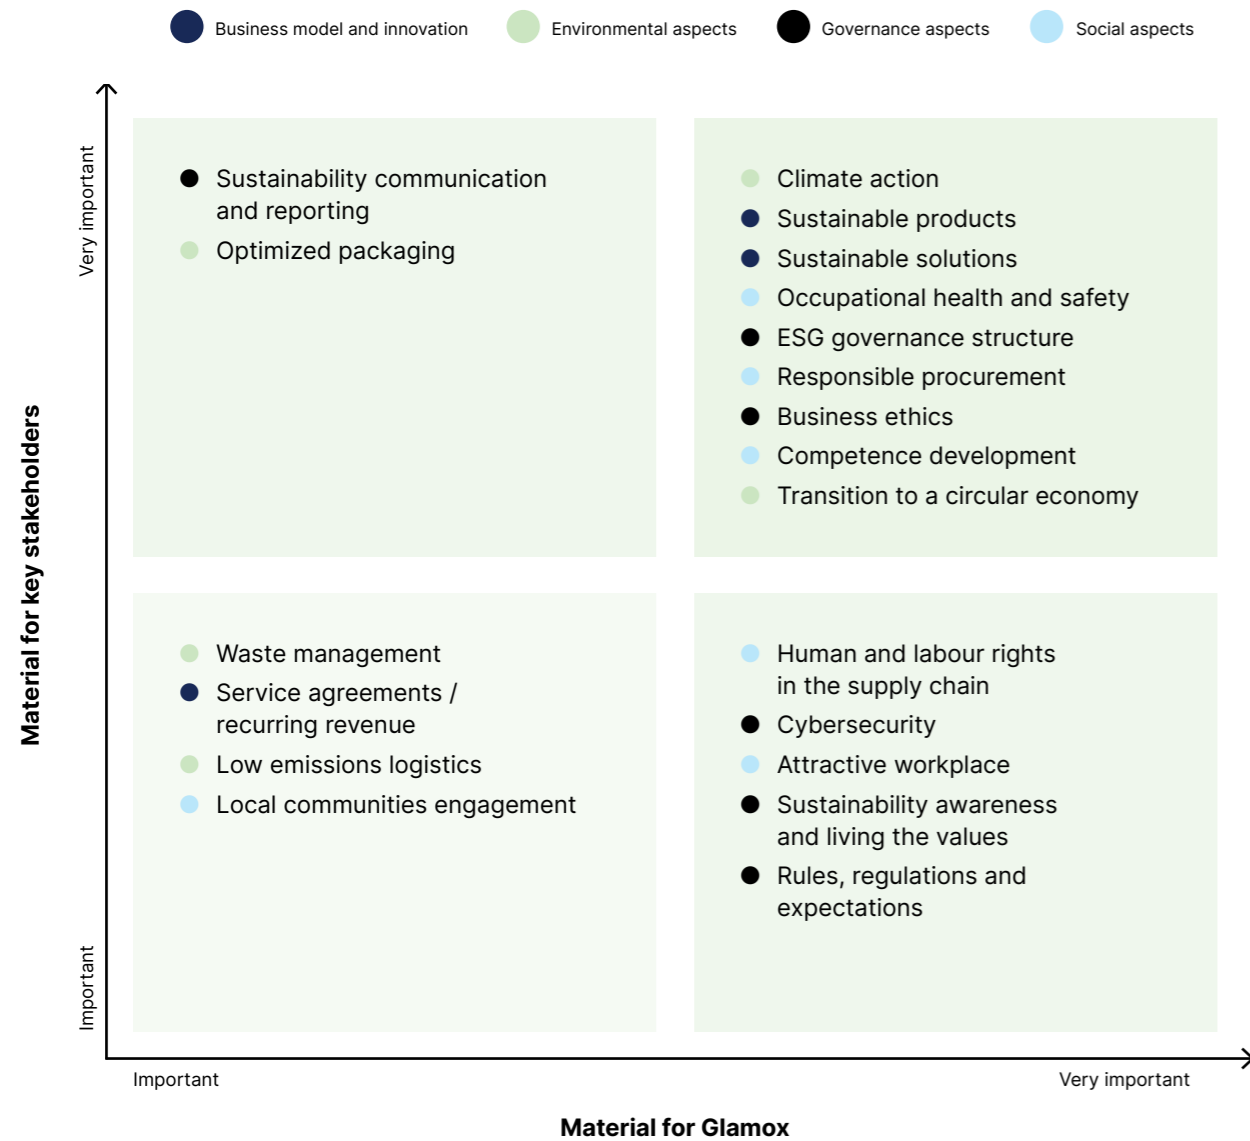 Business model and innovation
Environmental aspects
Governance aspects
Social aspects
Material for key stakeholders
Very important
Important
Sustainability communication
and reporting
Optimized packaging
Climate action
Sustainable products
Sustainable solutions
Occupational health and safety
ESG governance structure
Responsible procurement
Business ethics
Competence development
Transition to a circular economy
Waste management
Service agreements /
recurring revenue
Low emissions logistics
Local communities engagement
Human and labour rights
in the supply chain
Cybersecurity
Attractive workplace
Sustainability awareness
and living the values
Rules, regulations and
expectations
Important
Very important
Material for Glamox